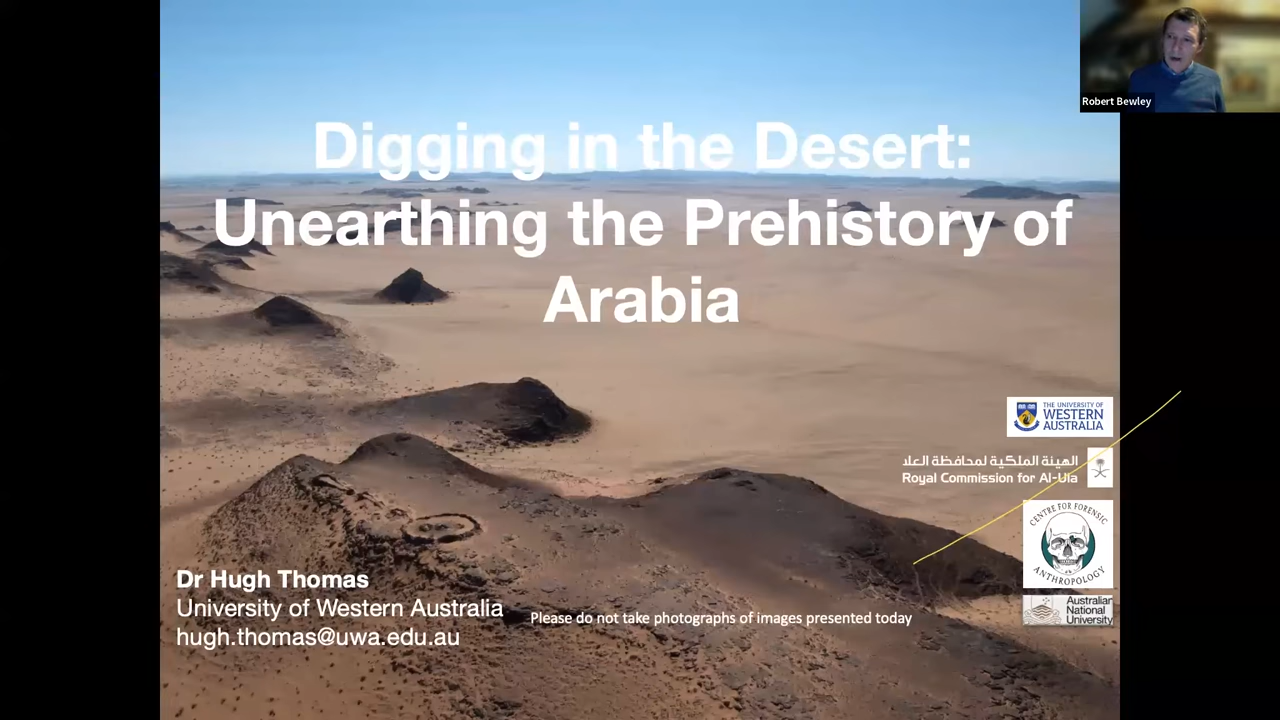 Robert Bewley
Digging in the Desert:
Unearthing the Prehistory of
Arabia
THE UNIVERSITY OF
WESTERN
AUSTRALIA
الهيئة الملكية لمحافظة العلا
Royal Commission for Al-Ula
CENTRE FOR FORENSIC
ANTHROPOLOGY
Australian
National
University
Dr Hugh Thomas
University of Western Australia
hugh.thomas@uwa.edu.au
Please do not take photographs of images presented today